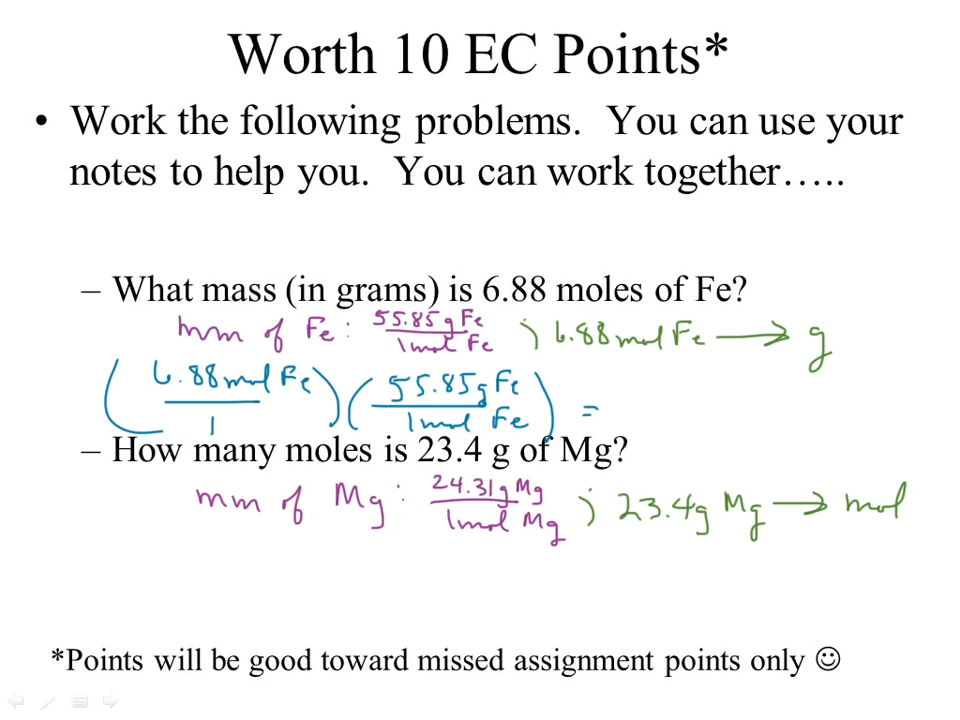 Worth 10 EC Points*
• Work the following problems. You can use your
notes to help you. You can work together…..
– What mass (in grams) is 6.88 moles of Fe?
mm of Fe: 55.85g Fe / 1mol Fe ; 6.88mol Fe → g
(6.88mol Fe / 1) (55.85g Fe / 1mol Fe) =
– How many moles is 23.4 g of Mg?
mm of Mg: 24.31g Mg / 1mol Mg ; 23.4g Mg → mol
*Points will be good toward missed assignment points only ☺